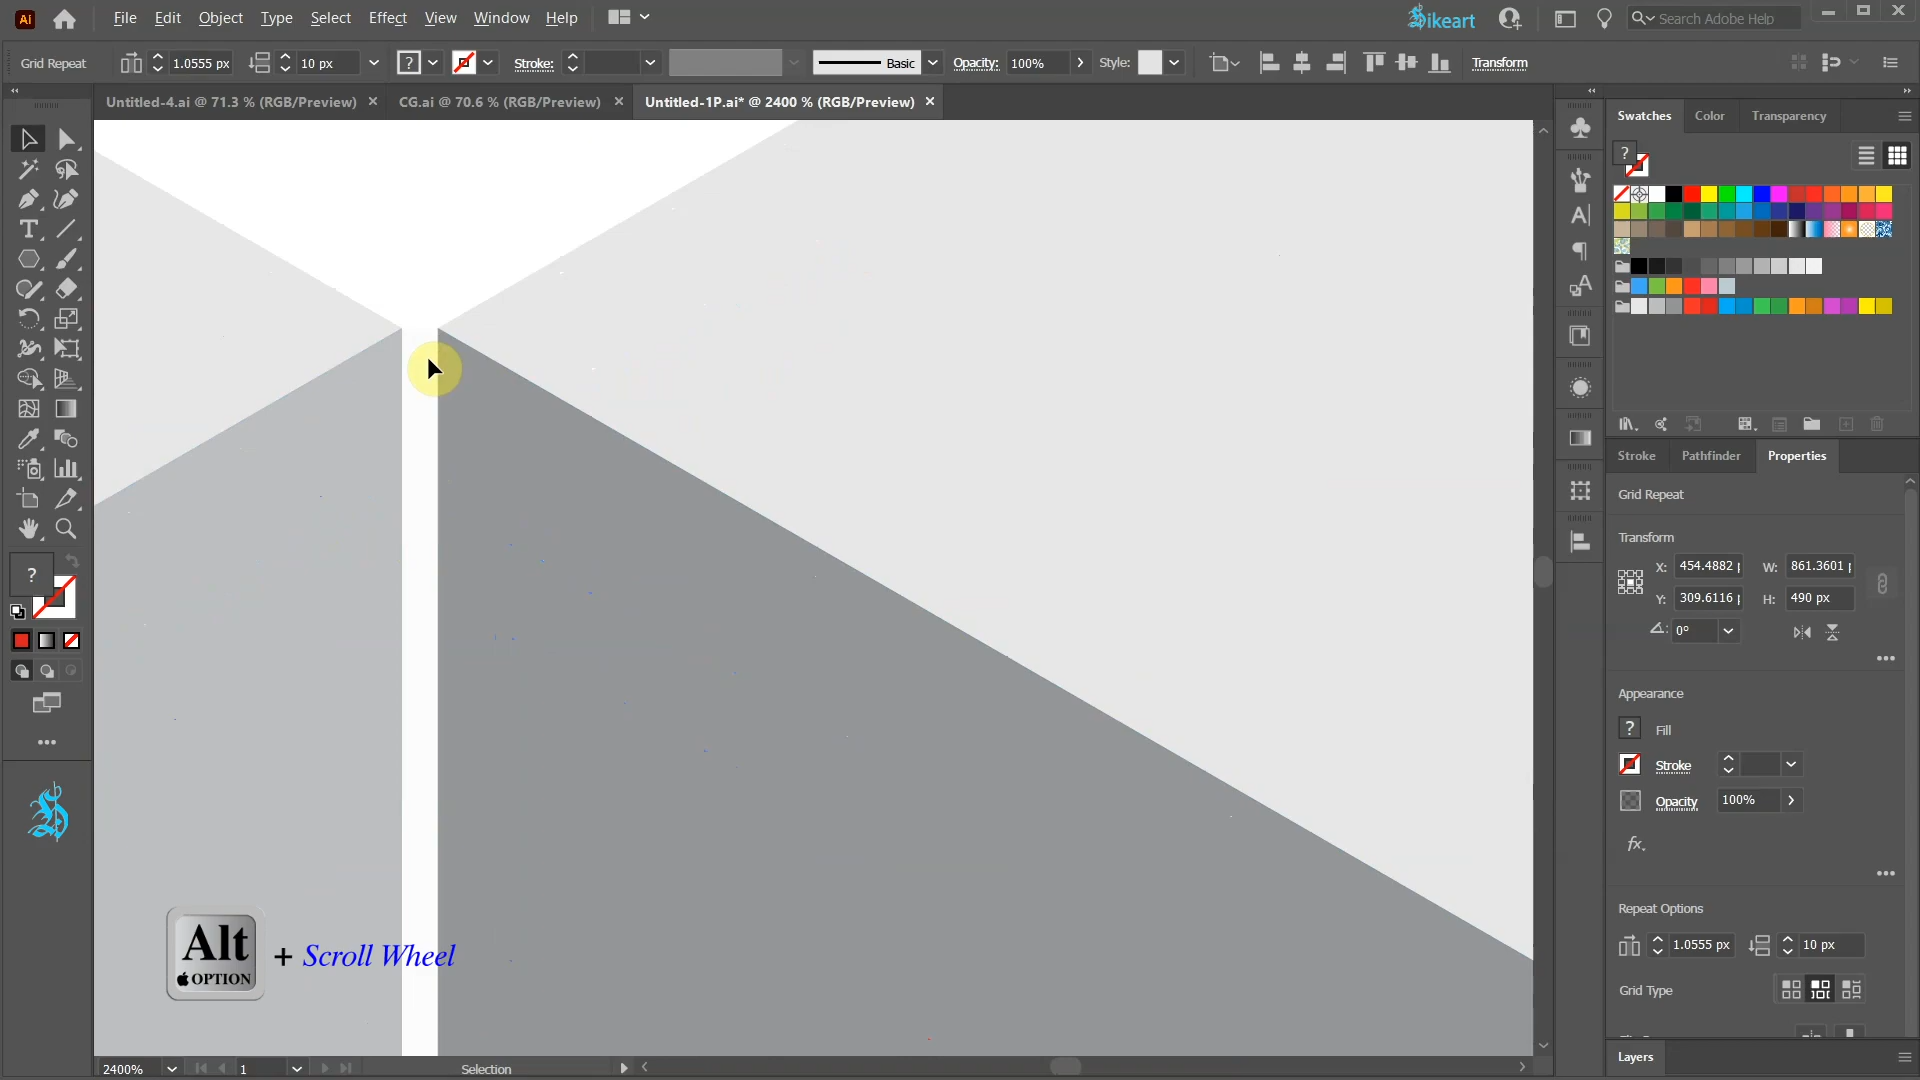 Ai File Edit Object Type Select Effect View Window Help
Dikeart
Search Adobe Help
Grid Repeat 1.0555 px 10 px ? Stroke: Basic Opacity: 100% Style: Transform
Untitled-4.ai @ 71.3 % (RGB/Preview) × CG.ai @ 70.6 % (RGB/Preview) × Untitled-1P.ai* @ 2400 % (RGB/Preview) ×
Swatches Color Transparency
?
Stroke Pathfinder Properties
Grid Repeat
Transform
X: 454.4882 W: 861.3601
Y: 309.6116 H: 490 px
0°
Appearance
? Fill
Stroke
Opacity 100%
fx.
Repeat Options
1.0555 px 10 px
Grid Type
Layers
?
Alt
OPTION
+ Scroll Wheel
2400% 1 Selection